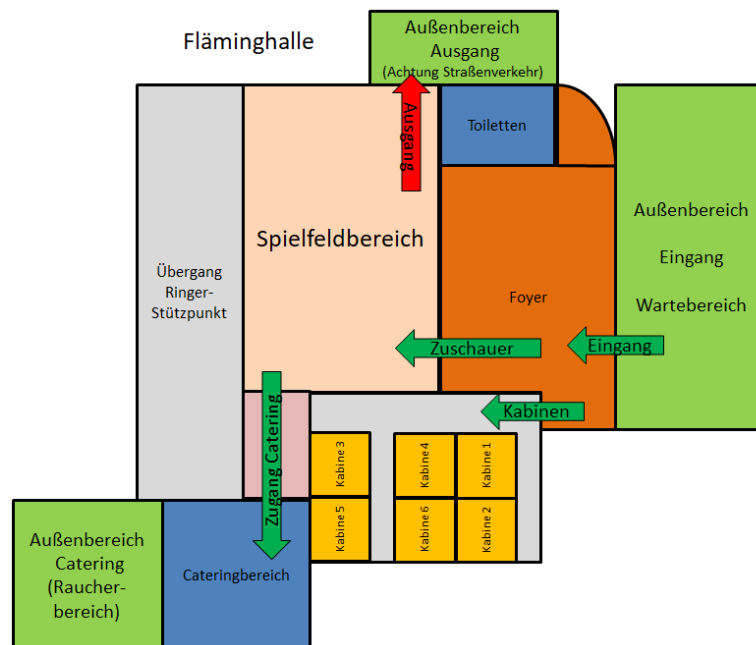 Fläminghalle
Außenbereich
Ausgang
(Achtung Straßenverkehr)
Ausgang
Toiletten
Spielfeldbereich
Übergang
Ringer-
Stützpunkt
Foyer
Außenbereich
Eingang
Wartebereich
Zuschauer
Eingang
Kabinen
Zugang Catering
Kabine 3
Kabine 4
Kabine 1
Kabine 5
Kabine 6
Kabine 2
Außenbereich
Catering
(Raucher-
bereich)
Cateringbereich